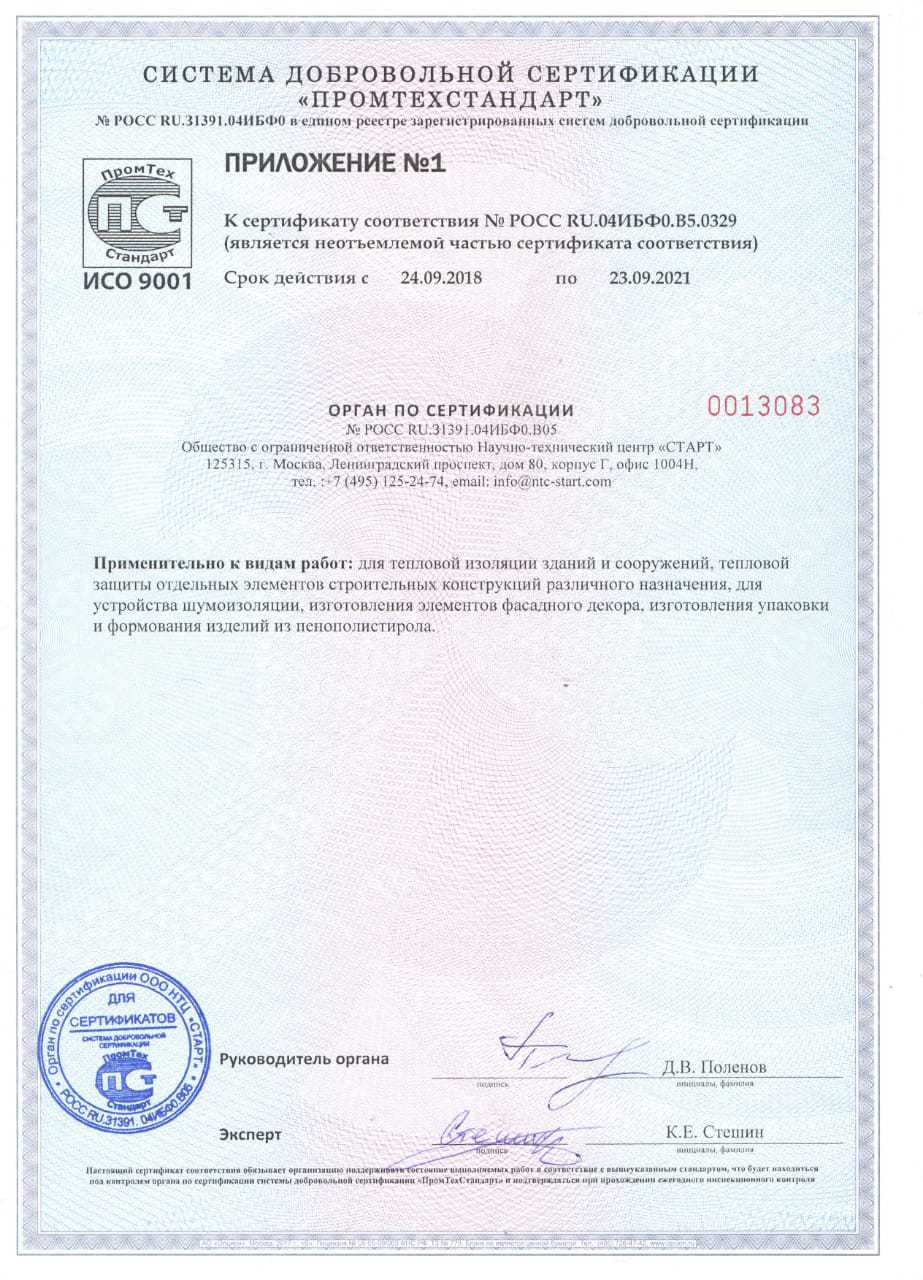 СИСТЕМА ДОБРОВОЛЬНОЙ СЕРТИФИКАЦИИ
«ПРОМТЕХСТАНДАРТ»
№ РОСС RU.31391.04ИБФ0 в едином реестре зарегистрированных систем добровольной сертификации
ПромТех
ПСТ
Стандарт
ИСО 9001
ПРИЛОЖЕНИЕ №1
К сертификату соответствия № РОСС RU.04ИБФ0.В5.0329
(является неотъемлемой частью сертификата соответствия)
Срок действия с 24.09.2018 по 23.09.2021
0013083
ОРГАН ПО СЕРТИФИКАЦИИ
№ РОСС RU.31391.04ИБФ0.В05
Общество с ограниченной ответственностью Научно-технический центр «СТАРТ»
125315, г. Москва, Ленинградский проспект, дом 80, корпус Г, офис 1004Н,
тел. :+7 (495) 125-24-74, email: info@ntc-start.com
Применительно к видам работ: для тепловой изоляции зданий и сооружений, тепловой
защиты отдельных элементов строительных конструкций различного назначения, для
устройства шумоизоляции, изготовления элементов фасадного декора, изготовления упаковки
и формования изделий из пенополистирола.
Орган по сертификации ООО НТЦ «СТАРТ»
ДЛЯ
СЕРТИФИКАТОВ
СИСТЕМА ДОБРОВОЛЬНОЙ
СЕРТИФИКАЦИИ
ПромТех
ПСТ
Стандарт
РОСС RU.31391.04ИБФ0.В05
Руководитель органа
подпись
Д.В. Поленов
инициалы, фамилия
Эксперт
подпись
К.Е. Стешин
инициалы, фамилия
Настоящий сертификат соответствия обязывает организацию поддерживать состояние выполняемых работ в соответствие с вышеуказанным стандартом, что будет находиться
под контролем органа по сертификации системы добровольной сертификации «ПромТехСтандарт» и подтверждаться при прохождении ежегодного инспекционного контроля